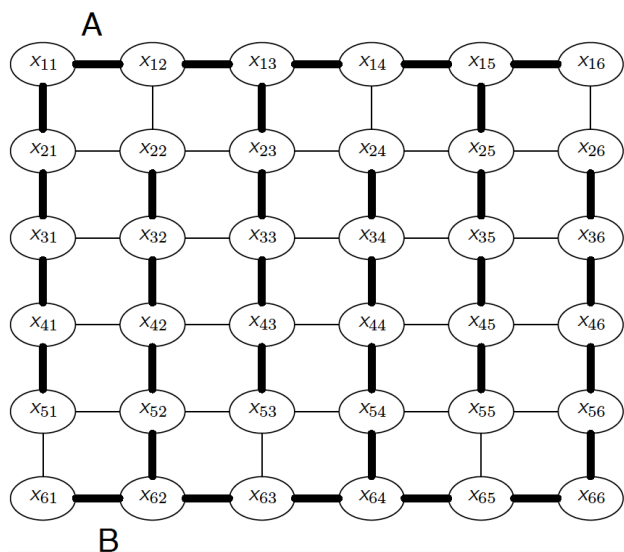 A
x11 x12 x13 x14 x15 x16
x21 x22 x23 x24 x25 x26
x31 x32 x33 x34 x35 x36
x41 x42 x43 x44 x45 x46
x51 x52 x53 x54 x55 x56
x61 x62 x63 x64 x65 x66
B